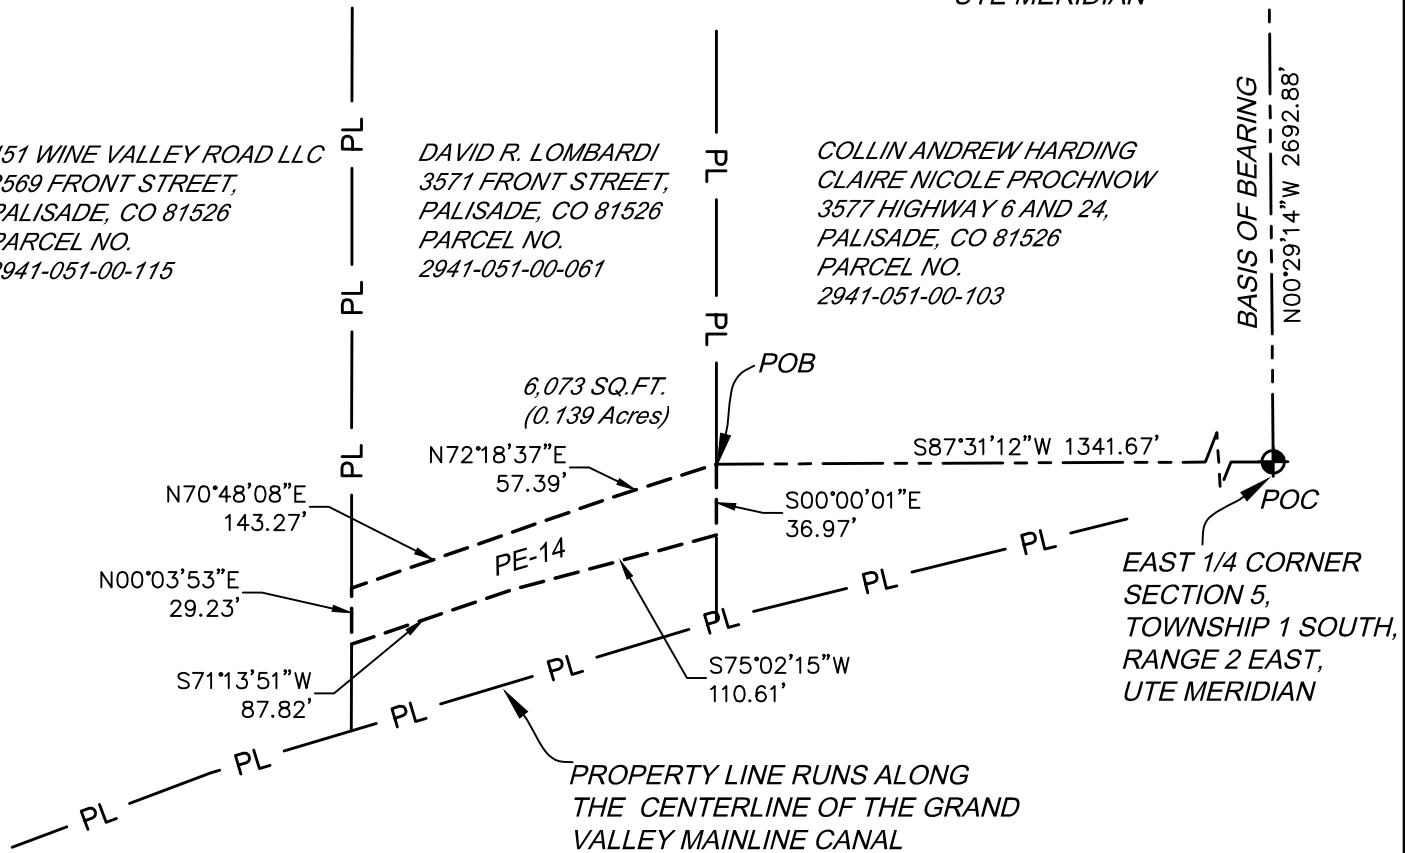 UTE MERIDIAN
51 WINE VALLEY ROAD LLC
569 FRONT STREET,
PALISADE, CO 81526
PARCEL NO.
2941-051-00-115
DAVID R. LOMBARDI
3571 FRONT STREET,
PALISADE, CO 81526
PARCEL NO.
2941-051-00-061
COLLIN ANDREW HARDING
CLAIRE NICOLE PROCHNOW
3577 HIGHWAY 6 AND 24,
PALISADE, CO 81526
PARCEL NO.
2941-051-00-103
BASIS OF BEARING
N00°29'14"W 2692.88'
PL
PL
PL
PL
PL
6,073 SQ.FT.
(0.139 Acres)
POB
N72°18'37"E
57.39'
S87°31'12"W 1341.67'
POC
N70°48'08"E
143.27'
S00°00'01"E
36.97'
PE-14
N00°03'53"E
29.23'
EAST 1/4 CORNER
SECTION 5,
TOWNSHIP 1 SOUTH,
RANGE 2 EAST,
UTE MERIDIAN
S71°13'51"W
87.82'
S75°02'15"W
110.61'
PL
PL
PL
PL
PL
PL
PL
PROPERTY LINE RUNS ALONG
THE CENTERLINE OF THE GRAND
VALLEY MAINLINE CANAL